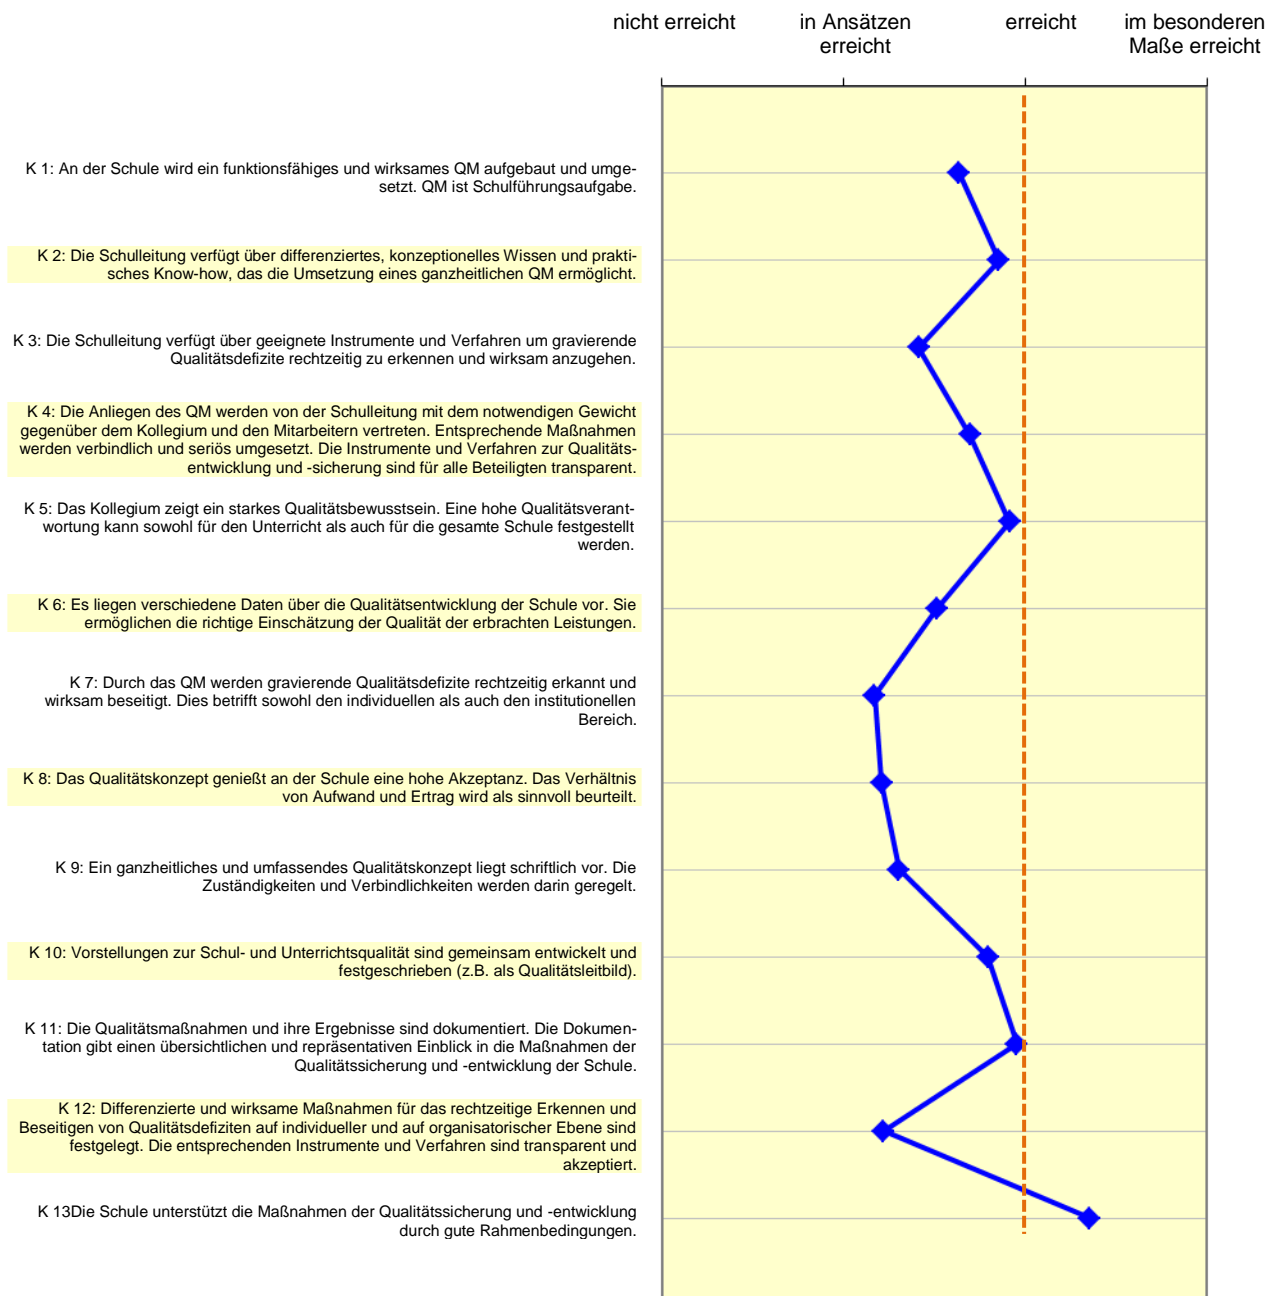 nicht erreicht
in Ansätzen
erreicht
erreicht
im besonderen
Maße erreicht
K 1: An der Schule wird ein funktionsfähiges und wirksames QM aufgebaut und umge-
setzt. QM ist Schulführungsaufgabe.
K 2: Die Schulleitung verfügt über differenziertes, konzeptionelles Wissen und prakti-
sches Know-how, das die Umsetzung eines ganzheitlichen QM ermöglicht.
K 3: Die Schulleitung verfügt über geeignete Instrumente und Verfahren um gravierende
Qualitätsdefizite rechtzeitig zu erkennen und wirksam anzugehen.
K 4: Die Anliegen des QM werden von der Schulleitung mit dem notwendigen Gewicht
gegenüber dem Kollegium und den Mitarbeitern vertreten. Entsprechende Maßnahmen
werden verbindlich und seriös umgesetzt. Die Instrumente und Verfahren zur Qualitäts-
entwicklung und -sicherung sind für alle Beteiligten transparent.
K 5: Das Kollegium zeigt ein starkes Qualitätsbewusstsein. Eine hohe Qualitätsverant-
wortung kann sowohl für den Unterricht als auch für die gesamte Schule festgestellt
werden.
K 6: Es liegen verschiedene Daten über die Qualitätsentwicklung der Schule vor. Sie
ermöglichen die richtige Einschätzung der Qualität der erbrachten Leistungen.
K 7: Durch das QM werden gravierende Qualitätsdefizite rechtzeitig erkannt und
wirksam beseitigt. Dies betrifft sowohl den individuellen als auch den institutionellen
Bereich.
K 8: Das Qualitätskonzept genießt an der Schule eine hohe Akzeptanz. Das Verhältnis
von Aufwand und Ertrag wird als sinnvoll beurteilt.
K 9: Ein ganzheitliches und umfassendes Qualitätskonzept liegt schriftlich vor. Die
Zuständigkeiten und Verbindlichkeiten werden darin geregelt.
K 10: Vorstellungen zur Schul- und Unterrichtsqualität sind gemeinsam entwickelt und
festgeschrieben (z.B. als Qualitätsleitbild).
K 11: Die Qualitätsmaßnahmen und ihre Ergebnisse sind dokumentiert. Die Dokumen-
tation gibt einen übersichtlichen und repräsentativen Einblick in die Maßnahmen der
Qualitätssicherung und -entwicklung der Schule.
K 12: Differenzierte und wirksame Maßnahmen für das rechtzeitige Erkennen und
Beseitigen von Qualitätsdefiziten auf individueller und auf organisatorischer Ebene sind
festgelegt. Die entsprechenden Instrumente und Verfahren sind transparent und
akzeptiert.
K 13Die Schule unterstützt die Maßnahmen der Qualitätssicherung und -entwicklung
durch gute Rahmenbedingungen.